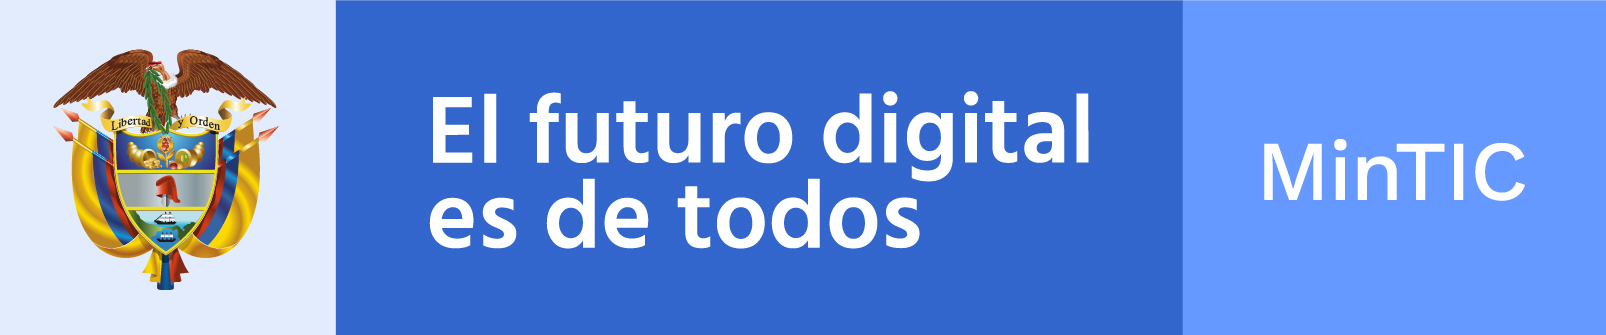 Libertad y Orden
El futuro digital
es de todos
MinTIC